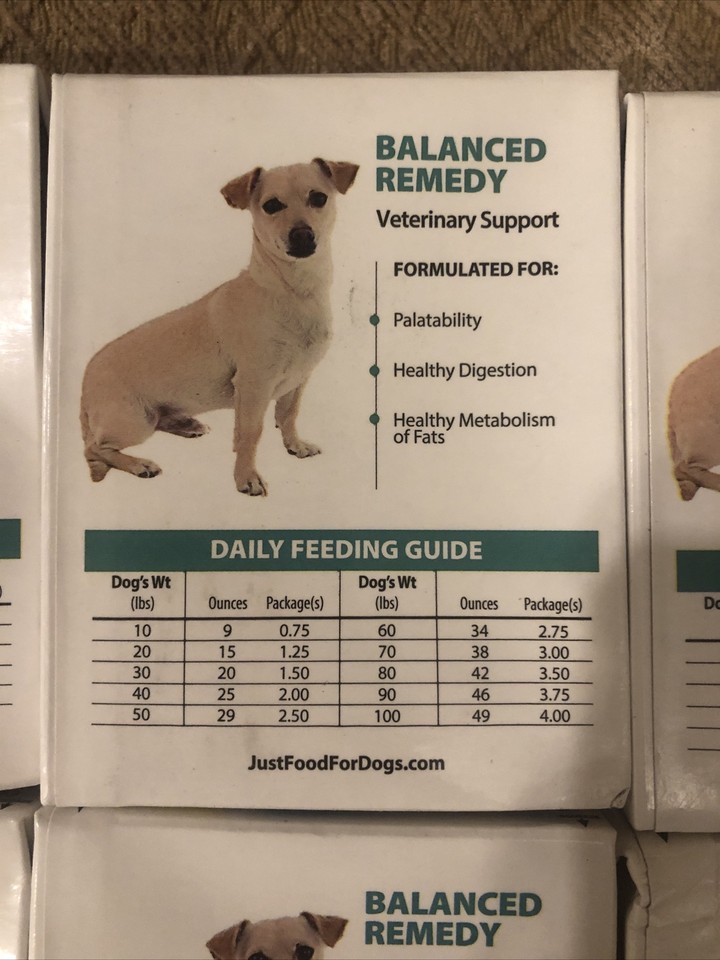 BALANCED
REMEDY
Veterinary Support
FORMULATED FOR:
Palatability
Healthy Digestion
Healthy Metabolism
of Fats
DAILY FEEDING GUIDE
Dog's Wt Dog's Wt
(lbs) Ounces Package(s) (lbs) Ounces Package(s)
10 9 0.75 60 34 2.75
20 15 1.25 70 38 3.00
30 20 1.50 80 42 3.50
40 25 2.00 90 46 3.75
50 29 2.50 100 49 4.00
JustFoodForDogs.com
BALANCED
REMEDY